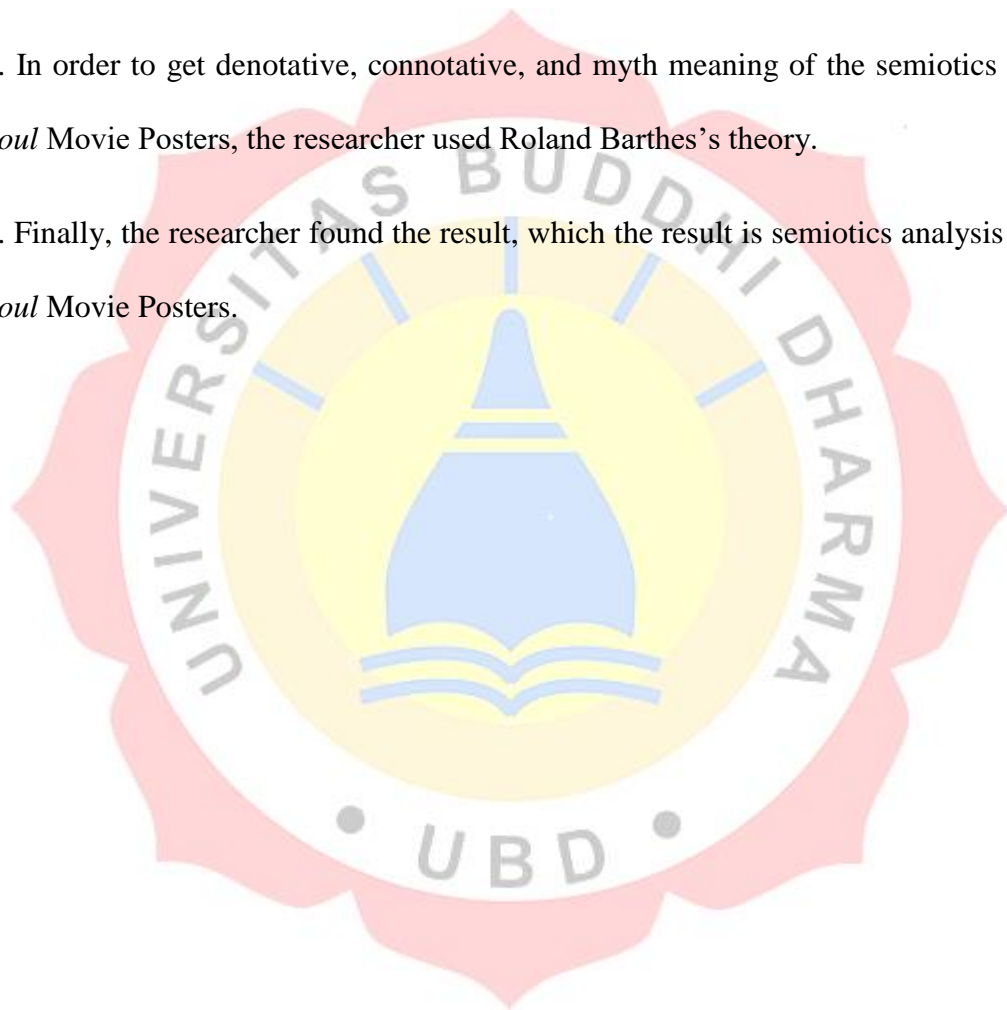 . In order to get denotative, connotative, and myth meaning of the semiotics
oul Movie Posters, the researcher used Roland Barthes's theory.
. Finally, the researcher found the result, which the result is semiotics analysis
oul Movie Posters.
UNIVERSITAS BUDDHI DHARMA
• UBD •